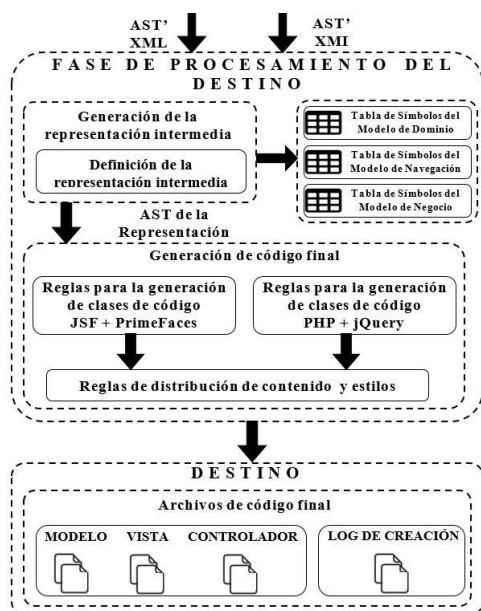 AST' AST'
XML XMI
FASE DE PROCESAMIENTO DEL
DESTINO
Generación de la
representación intermedia
Definición de la
representación intermedia
Tabla de Símbolos del
Modelo de Dominio
Tabla de Símbolos del
Modelo de Navegación
Tabla de Símbolos del
Modelo de Negocio
AST de la
Representación
Generación de código final
Reglas para la generación
de clases de código
JSF + PrimeFaces
Reglas para la generación
de clases de código
PHP + jQuery
Reglas de distribución de contenido y estilos
DESTINO
Archivos de código final
MODELO VISTA CONTROLADOR LOG DE CREACIÓN